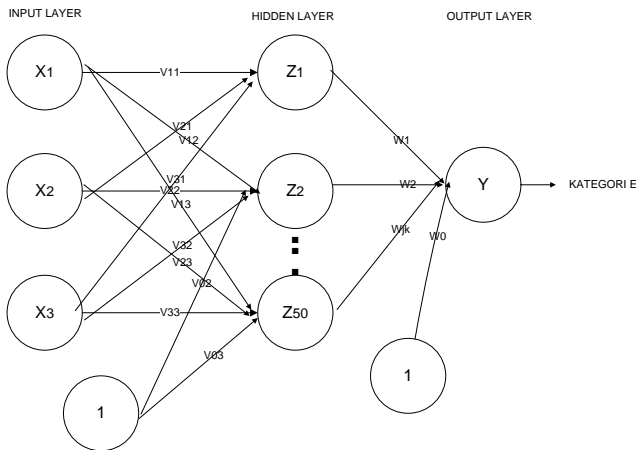 INPUT LAYER
HIDDEN LAYER
OUTPUT LAYER
X1
V11
Z1
V21
V12
W1
V31
X2
V22
Z2
W2
Y
KATEGORI E
V13
Wjk
W0
V32
V23
V02
X3
V33
Z50
V03
1
1